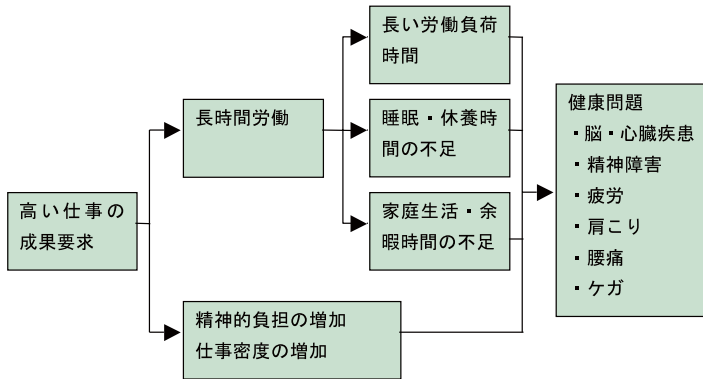 高い仕事の
成果要求
長時間労働
長い労働負荷
時間
睡眠・休養時
間の不足
家庭生活・余
暇時間の不足
精神的負担の増加
仕事密度の増加
健康問題
・脳・心臓疾患
・精神障害
・疲労
・肩こり
・腰痛
・ケガ